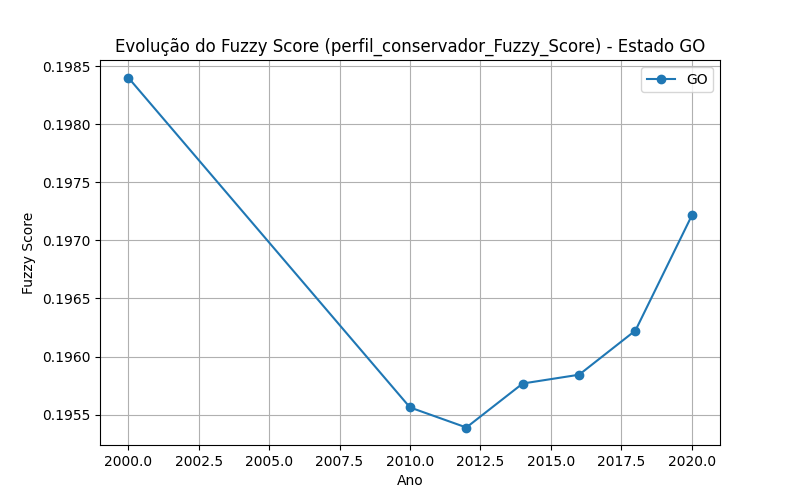 Evolução do Fuzzy Score (perfil_conservador_Fuzzy_Score) - Estado GO
GO
Fuzzy Score
0.1985
0.1980
0.1975
0.1970
0.1965
0.1960
0.1955
2000.0 2002.5 2005.0 2007.5 2010.0 2012.5 2015.0 2017.5 2020.0
Ano